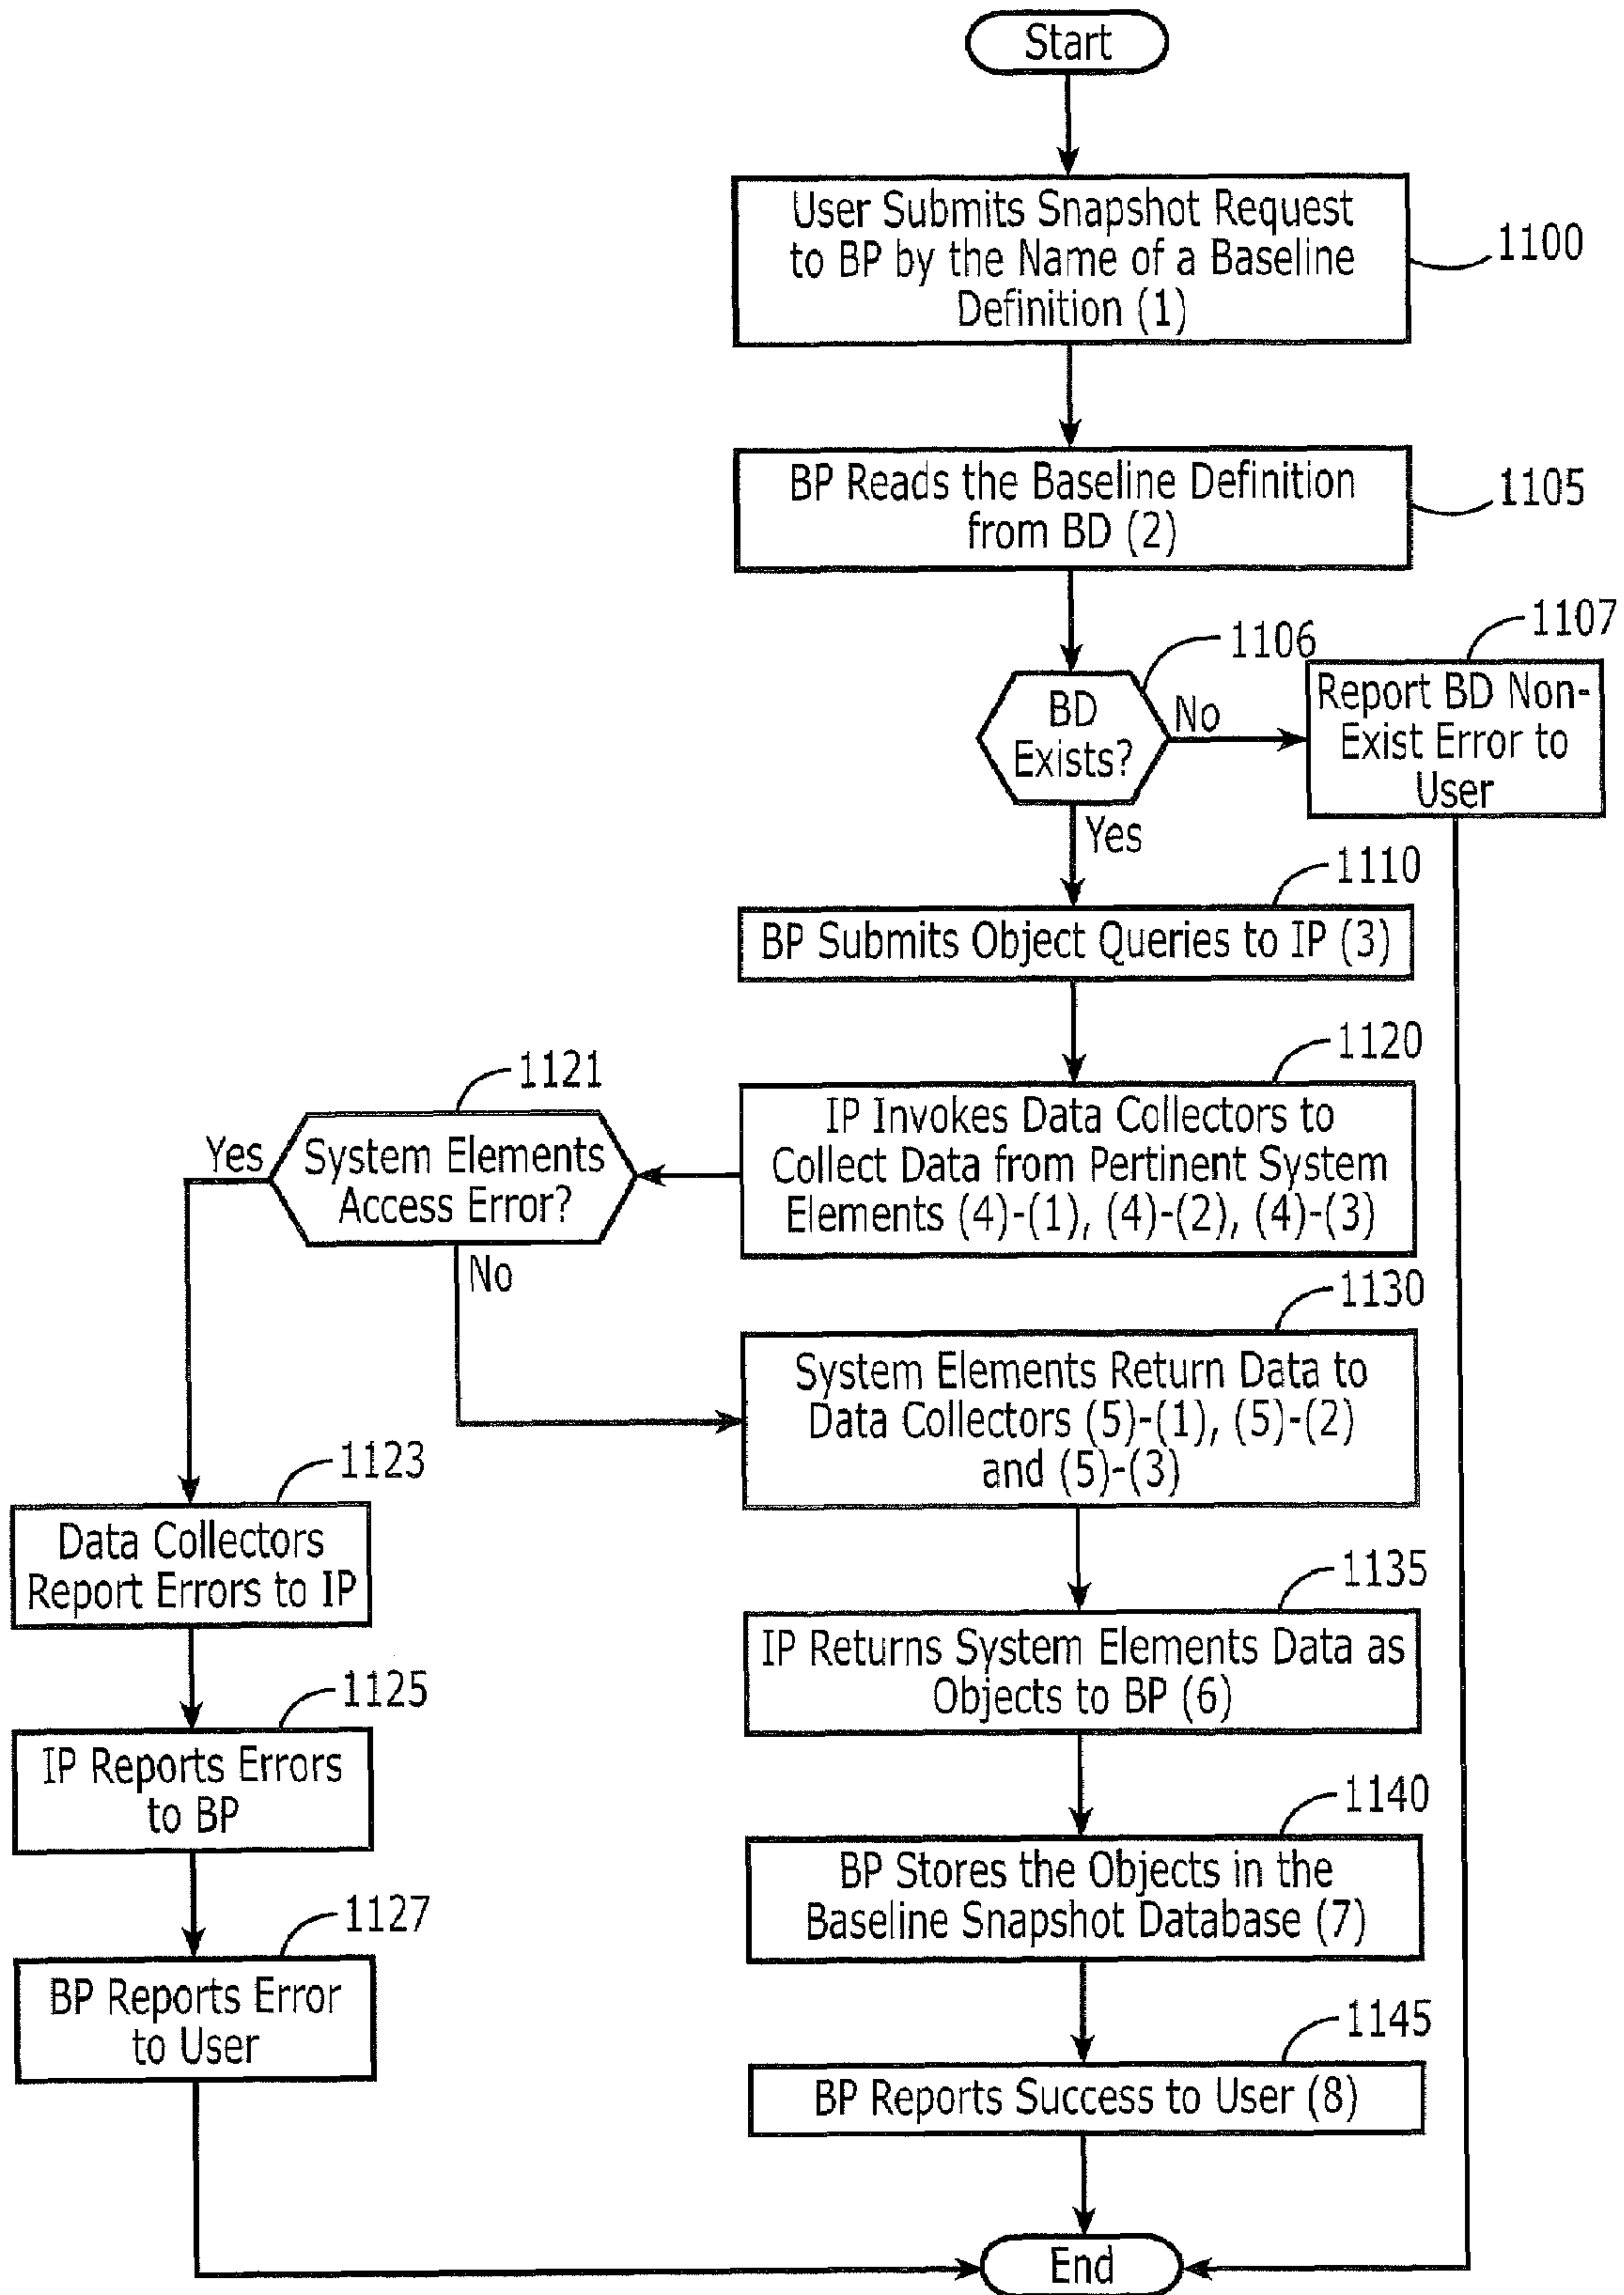 Start
User Submits Snapshot Request
to BP by the Name of a Baseline
Definition (1)
1100
BP Reads the Baseline Definition
from BD (2)
1105
1106
1107
BD
Exists?
No
Yes
Report BD Non-
Exist Error to
User
1110
BP Submits Object Queries to IP (3)
1120
IP Invokes Data Collectors to
Collect Data from Pertinent System
Elements (4)-(1), (4)-(2), (4)-(3)
1121
System Elements
Access Error?
Yes
No
1130
System Elements Return Data to
Data Collectors (5)-(1), (5)-(2)
and (5)-(3)
1123
Data Collectors
Report Errors to IP
1135
IP Returns System Elements Data as
Objects to BP (6)
1125
IP Reports Errors
to BP
1140
BP Stores the Objects in the
Baseline Snapshot Database (7)
1127
BP Reports Error
to User
1145
BP Reports Success to User (8)
End